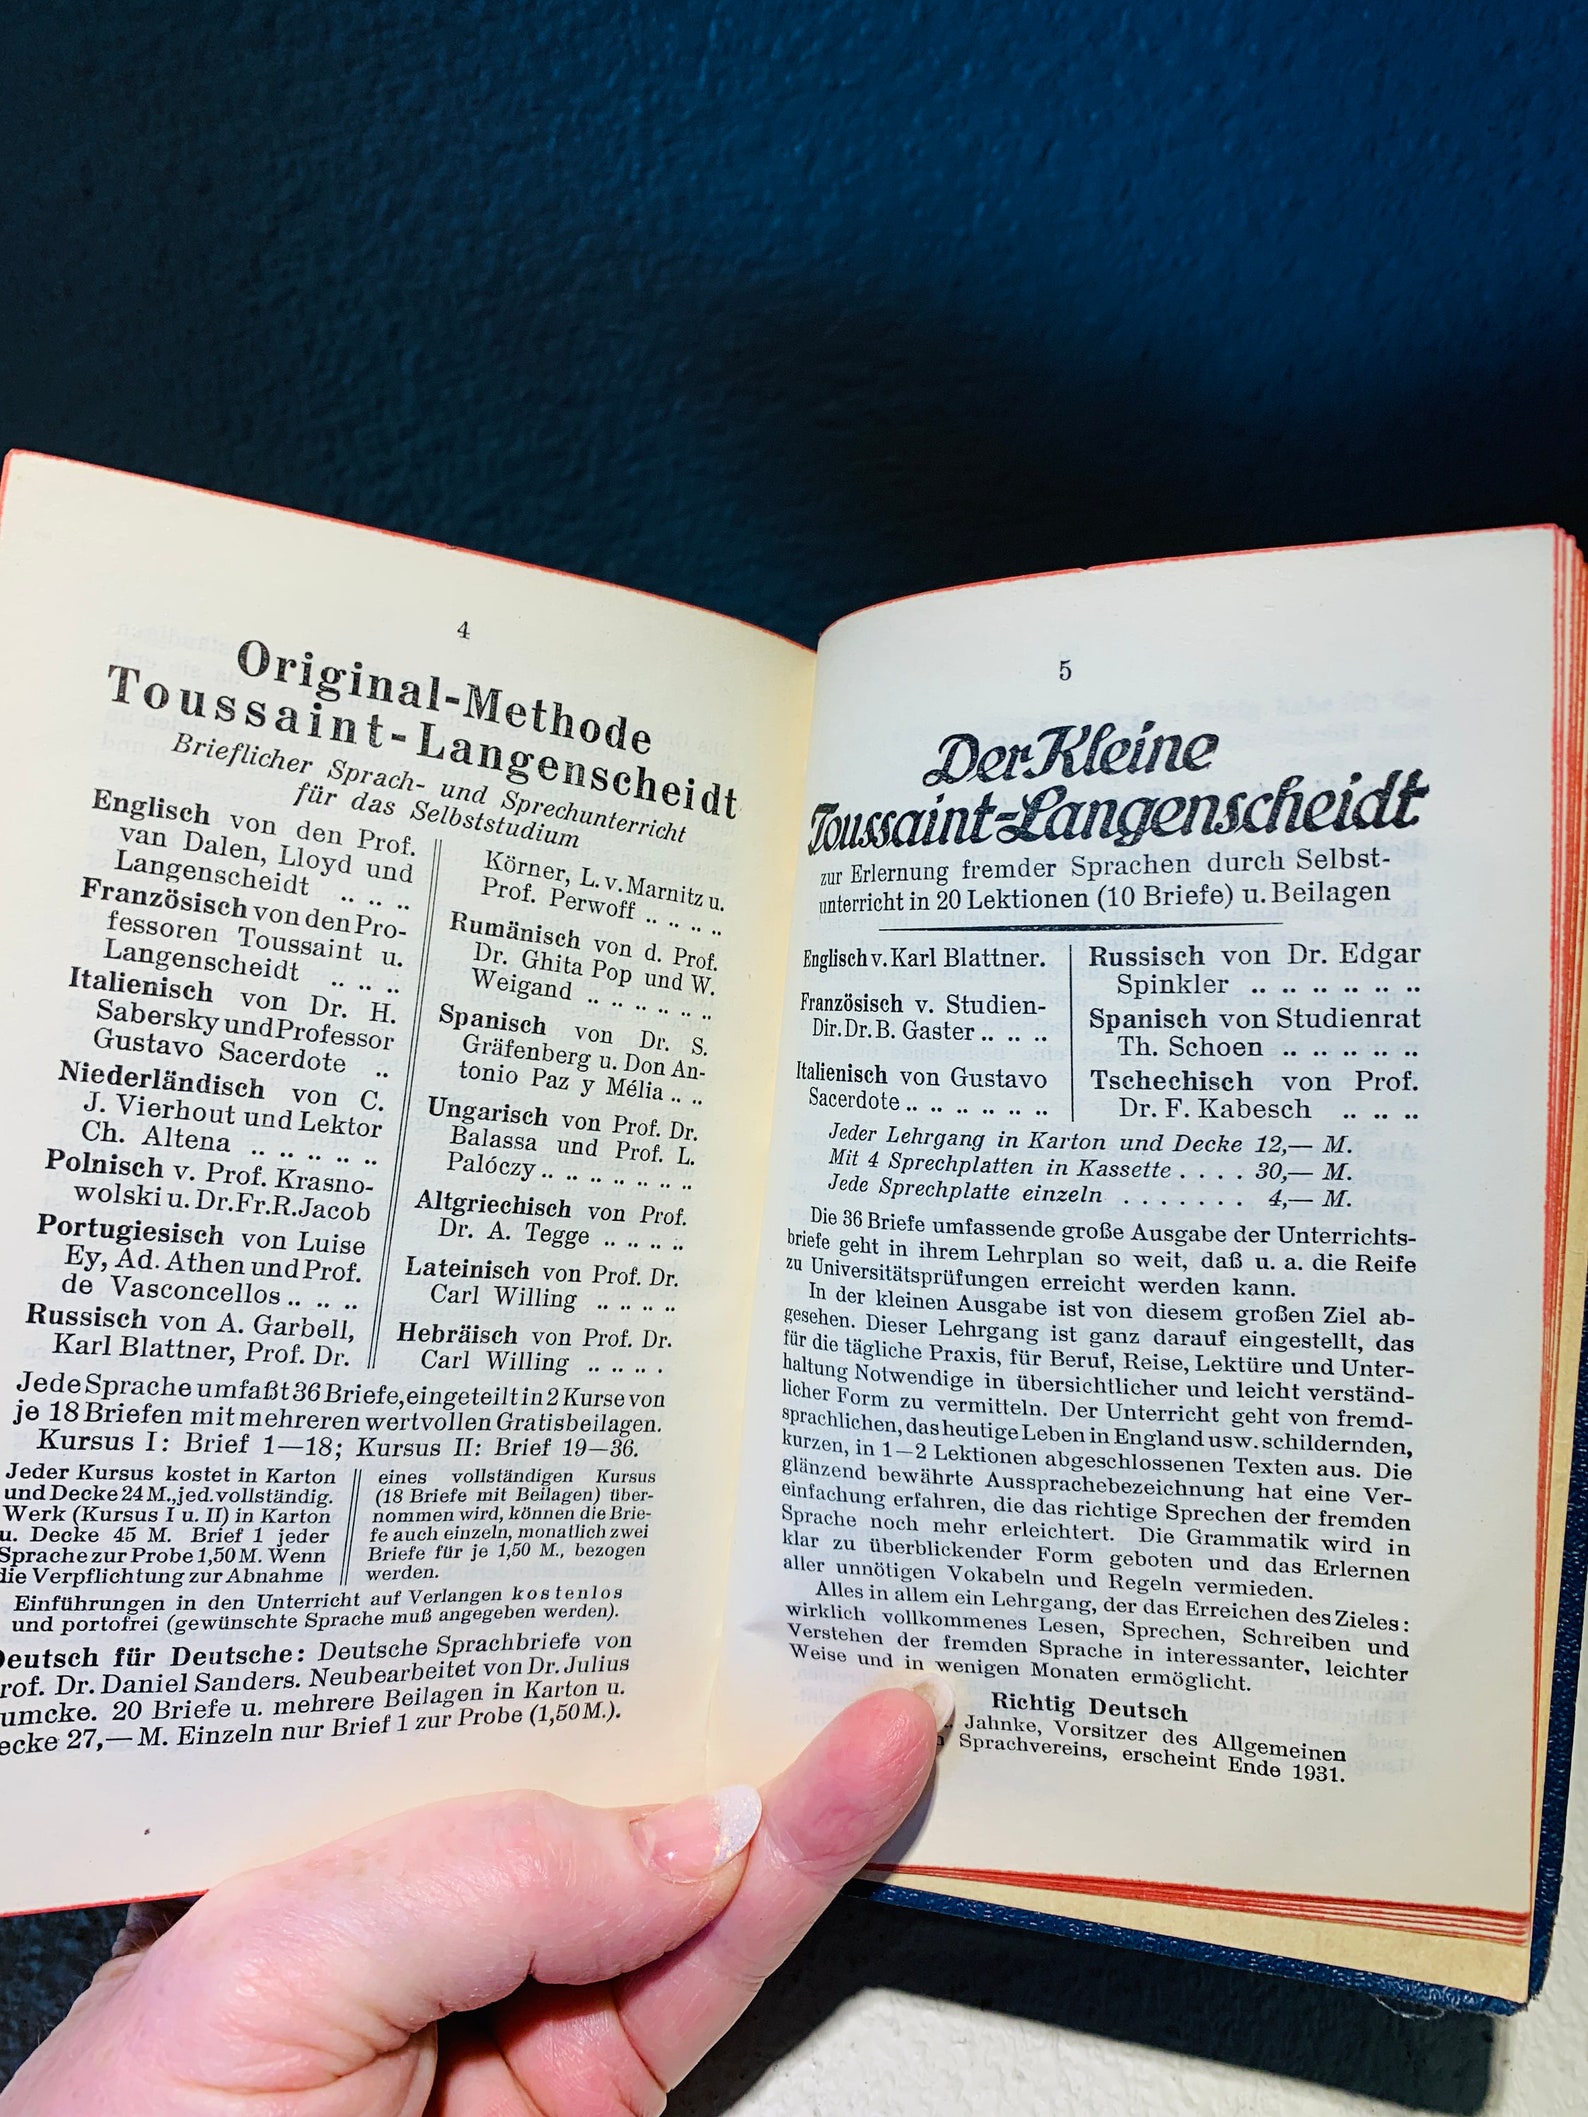 4
Original-Methode
Toussaint-Langenscheidt
Brieflicher Sprach- und Sprechunterricht
für das Selbststudium
Englisch von den Prof.
van Dalen, Lloyd und
Langenscheidt .. .. ..
Französisch von den Pro-
fessoren Toussaint u.
Langenscheidt .. .. ..
Italienisch von Dr. H.
Sabersky und Professor
Gustavo Sacerdote ..
Niederländisch von C.
J. Vierhout und Lektor
Ch. Altena .. .. .. .. ..
Polnisch v. Prof. Krasno-
wolski u. Dr. Fr. R. Jacob
Portugiesisch von Luise
Ey, Ad. Athen und Prof.
de Vasconcellos .. .. ..
Russisch von A. Garbell,
Karl Blattner, Prof. Dr.
Körner, L. v. Marnitz u.
Prof. Perwoff .. .. .. ..
Rumänisch von d. Prof.
Dr. Ghita Pop und W.
Weigand .. .. .. .. .. ..
Spanisch von Dr. S.
Gräfenberg u. Don An-
tonio Paz y Mélia .. ..
Ungarisch von Prof. Dr.
Balassa und Prof. L.
Palóczy .. .. .. .. .. .. ..
Altgriechisch von Prof.
Dr. A. Tegge .. .. .. ..
Lateinisch von Prof. Dr.
Carl Willing .. .. .. ..
Hebräisch von Prof. Dr.
Carl Willing .. .. .. .
Jede Sprache umfaßt 36 Briefe, eingeteilt in 2 Kurse von
je 18 Briefen mit mehreren wertvollen Gratisbeilagen.
Kursus I: Brief 1—18; Kursus II: Brief 19—36.
Jeder Kursus kostet in Karton
und Decke 24 M., jed. vollständig.
Werk (Kursus I u. II) in Karton
u. Decke 45 M. Brief 1 jeder
Sprache zur Probe 1,50 M. Wenn
die Verpflichtung zur Abnahme
eines vollständigen Kursus
(18 Briefe mit Beilagen) über-
nommen wird, können die Brie-
fe auch einzeln, monatlich zwei
Briefe für je 1,50 M., bezogen
werden.
Einführungen in den Unterricht auf Verlangen kostenlos
und portofrei (gewünschte Sprache muß angegeben werden).
Deutsch für Deutsche: Deutsche Sprachbriefe von
rof. Dr. Daniel Sanders. Neubearbeitet von Dr. Julius
umcke. 20 Briefe u. mehrere Beilagen in Karton u.
ecke 27,— M. Einzeln nur Brief 1 zur Probe (1,50 M.).
5
Der Kleine
Toussaint-Langenscheidt
zur Erlernung fremder Sprachen durch Selbst-
unterricht in 20 Lektionen (10 Briefe) u. Beilagen
Englisch v. Karl Blattner.
Französisch v. Studien-
Dir. Dr. B. Gaster .. .. ..
Italienisch von Gustavo
Sacerdote .. .. .. .. .. ..
Russisch von Dr. Edgar
Spinkler .. .. .. .. .. ..
Spanisch von Studienrat
Th. Schoen .. .. .. .. ..
Tschechisch von Prof.
Dr. F. Kabesch .. .. ..
Jeder Lehrgang in Karton und Decke 12,— M.
Mit 4 Sprechplatten in Kassette . . . . 30,— M.
Jede Sprechplatte einzeln . . . . . . . 4,— M.
Die 36 Briefe umfassende große Ausgabe der Unterrichts-
briefe geht in ihrem Lehrplan so weit, daß u. a. die Reife
zu Universitätsprüfungen erreicht werden kann.
In der kleinen Ausgabe ist von diesem großen Ziel ab-
gesehen. Dieser Lehrgang ist ganz darauf eingestellt, das
für die tägliche Praxis, für Beruf, Reise, Lektüre und Unter-
haltung Notwendige in übersichtlicher und leicht verständ-
licher Form zu vermitteln. Der Unterricht geht von fremd-
sprachlichen, das heutige Leben in England usw. schildernden,
kurzen, in 1—2 Lektionen abgeschlossenen Texten aus. Die
glänzend bewährte Aussprachebezeichnung hat eine Ver-
einfachung erfahren, die das richtige Sprechen der fremden
Sprache noch mehr erleichtert. Die Grammatik wird in
klar zu überblickender Form geboten und das Erlernen
aller unnötigen Vokabeln und Regeln vermieden.
Alles in allem ein Lehrgang, der das Erreichen des Zieles:
wirklich vollkommenes Lesen, Sprechen, Schreiben und
Verstehen der fremden Sprache in interessanter, leichter
Weise und in wenigen Monaten ermöglicht.
Richtig Deutsch
Jahnke, Vorsitzer des Allgemeinen
Sprachvereins, erscheint Ende 1931.